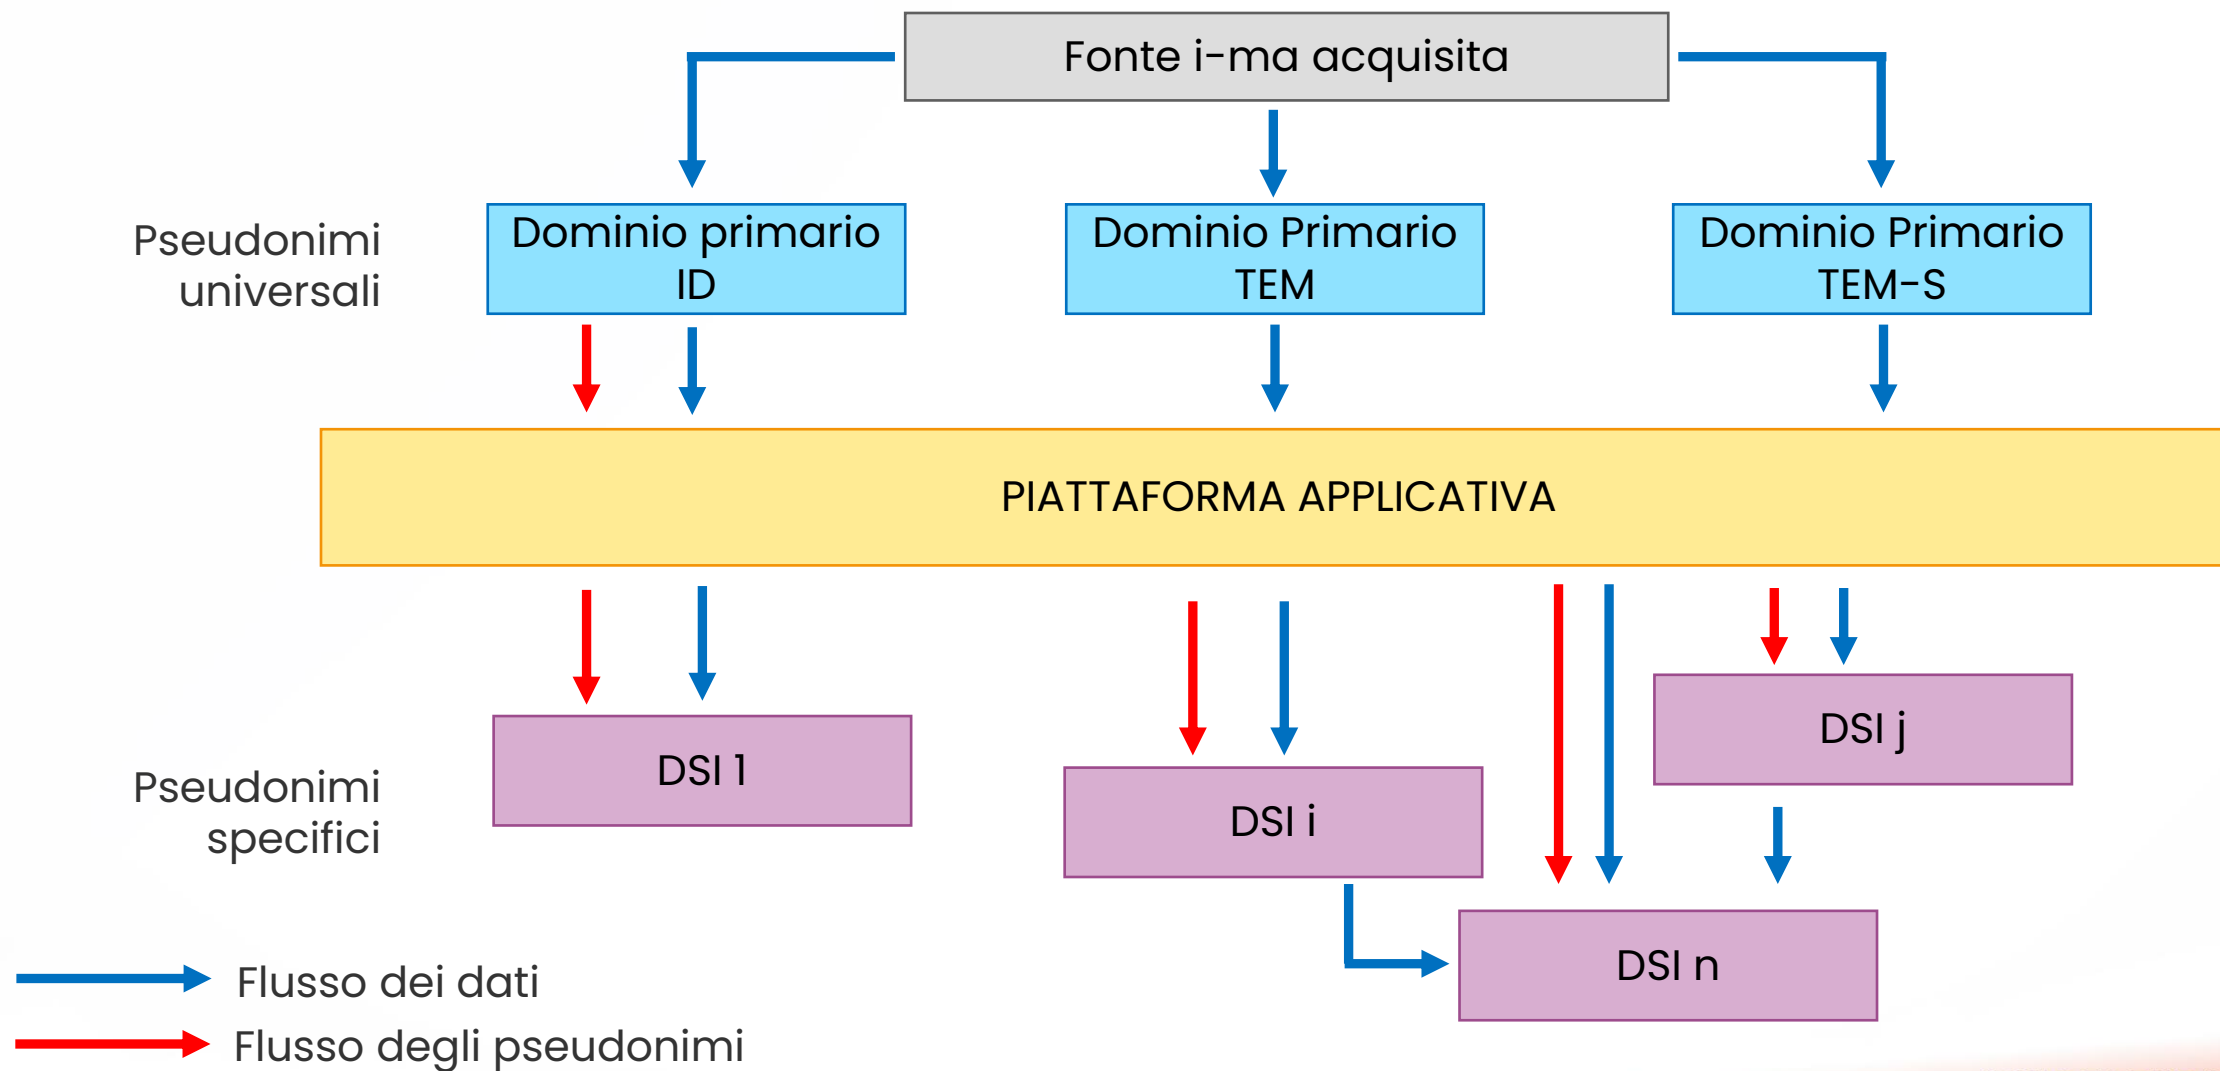 Fonte i-ma acquisita
Pseudonimi
universali
Dominio primario
ID
Dominio Primario
TEM
Dominio Primario
TEM-S
PIATTAFORMA APPLICATIVA
Pseudonimi
specifici
DSI 1
DSI i
DSI j
DSI n
Flusso dei dati
Flusso degli pseudonimi